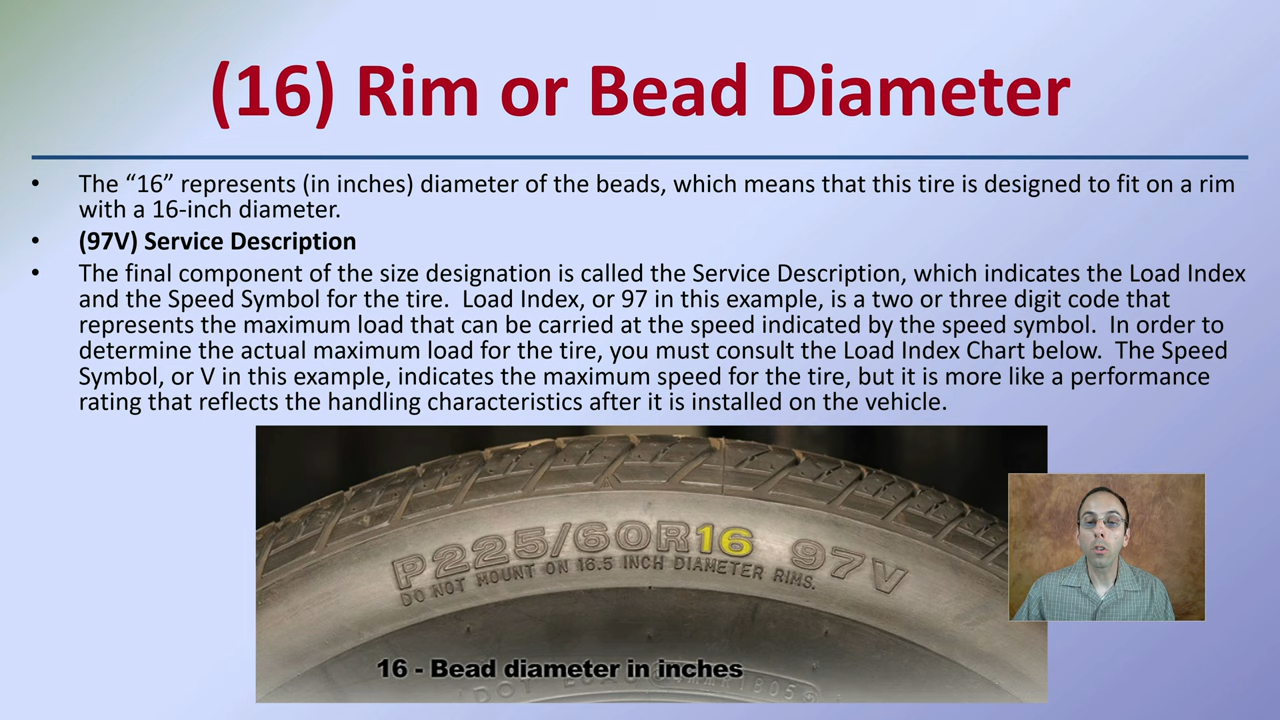 (16) Rim or Bead Diameter
• The “16” represents (in inches) diameter of the beads, which means that this tire is designed to fit on a rim
with a 16-inch diameter.
• (97V) Service Description
• The final component of the size designation is called the Service Description, which indicates the Load Index
and the Speed Symbol for the tire. Load Index, or 97 in this example, is a two or three digit code that
represents the maximum load that can be carried at the speed indicated by the speed symbol. In order to
determine the actual maximum load for the tire, you must consult the Load Index Chart below. The Speed
Symbol, or V in this example, indicates the maximum speed for the tire, but it is more like a performance
rating that reflects the handling characteristics after it is installed on the vehicle.
P225/60R16 97V
DO NOT MOUNT ON 16.5 INCH DIAMETER RIMS.
16 - Bead diameter in inches
DOT